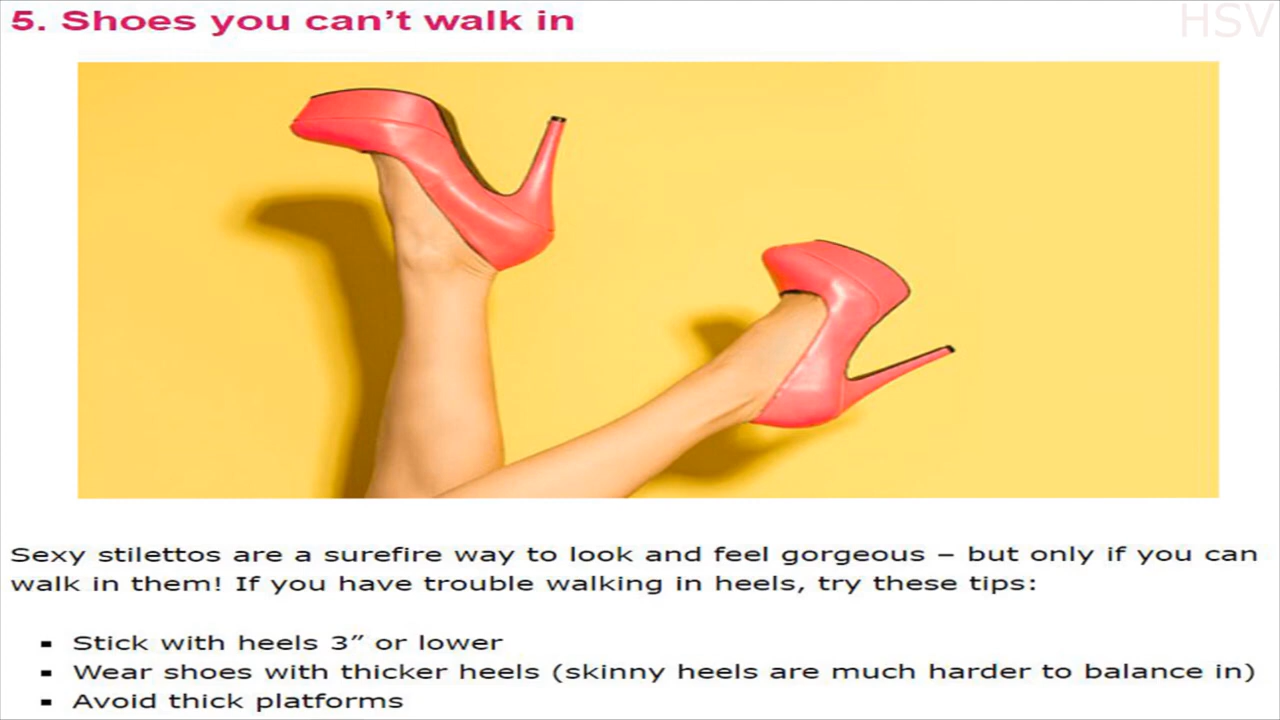 5. Shoes you can’t walk in
HSV
Sexy stilettos are a surefire way to look and feel gorgeous – but only if you can
walk in them! If you have trouble walking in heels, try these tips:
▪ Stick with heels 3″ or lower
▪ Wear shoes with thicker heels (skinny heels are much harder to balance in)
▪ Avoid thick platforms